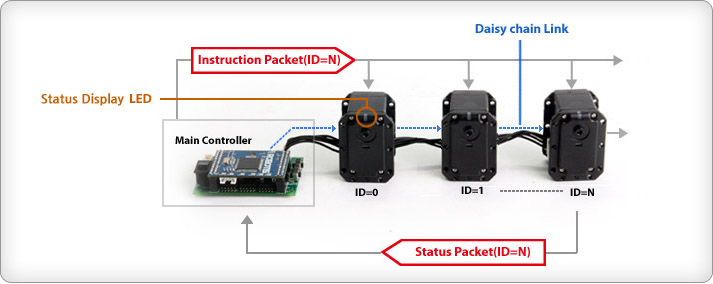 Daisy chain Link
Instruction Packet(ID=N)
Status Display LED
Main Controller
ID=0
ID=1
ID=N
Status Packet(ID=N)